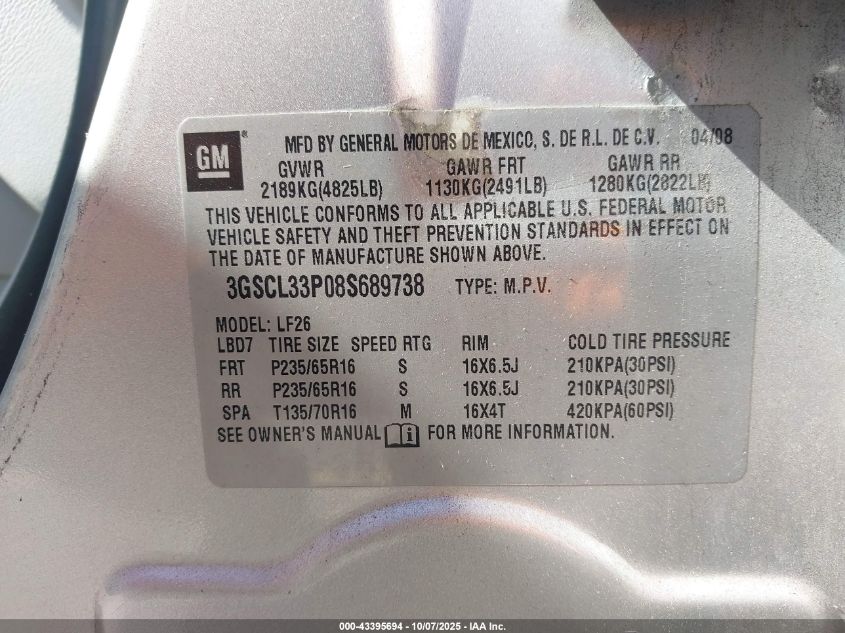 GM® MFD BY GENERAL MOTORS DE MEXICO, S. DE R.L. DE C.V. 04/08
GVWR GAWR FRT GAWR RR
2189KG(4825LB) 1130KG(2491LB) 1280KG(2822LB)
THIS VEHICLE CONFORMS TO ALL APPLICABLE U.S. FEDERAL MOTOR
VEHICLE SAFETY AND THEFT PREVENTION STANDARDS IN EFFECT ON
THE DATE OF MANUFACTURE SHOWN ABOVE.
3GSCL33P08S689738 TYPE: M.P.V.
MODEL: LF26
LBD7 TIRE SIZE SPEED RTG RIM COLD TIRE PRESSURE
FRT P235/65R16 S 16X6.5J 210KPA(30PSI)
RR P235/65R16 S 16X6.5J 210KPA(30PSI)
SPA T135/70R16 M 16X4T 420KPA(60PSI)
SEE OWNER'S MANUAL i FOR MORE INFORMATION.
000-43395694 - 10/07/2025 - IAA Inc.